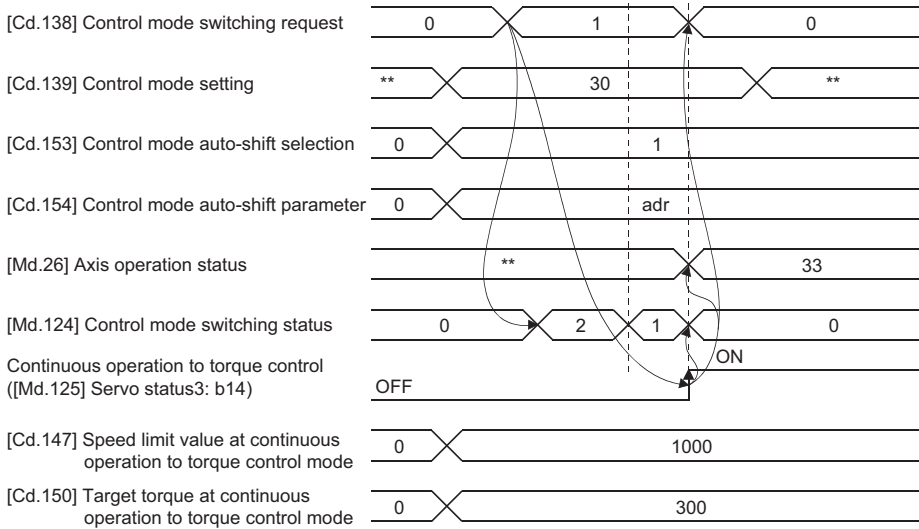 [Cd.138] Control mode switching request 0 1 0
[Cd.139] Control mode setting ** 30 **
[Cd.153] Control mode auto-shift selection 0 1
[Cd.154] Control mode auto-shift parameter 0 adr
[Md.26] Axis operation status ** 33
[Md.124] Control mode switching status 0 2 1 0
Continuous operation to torque control
([Md.125] Servo status3: b14)
OFF ON
[Cd.147] Speed limit value at continuous
operation to torque control mode
0 1000
[Cd.150] Target torque at continuous
operation to torque control mode
0 300